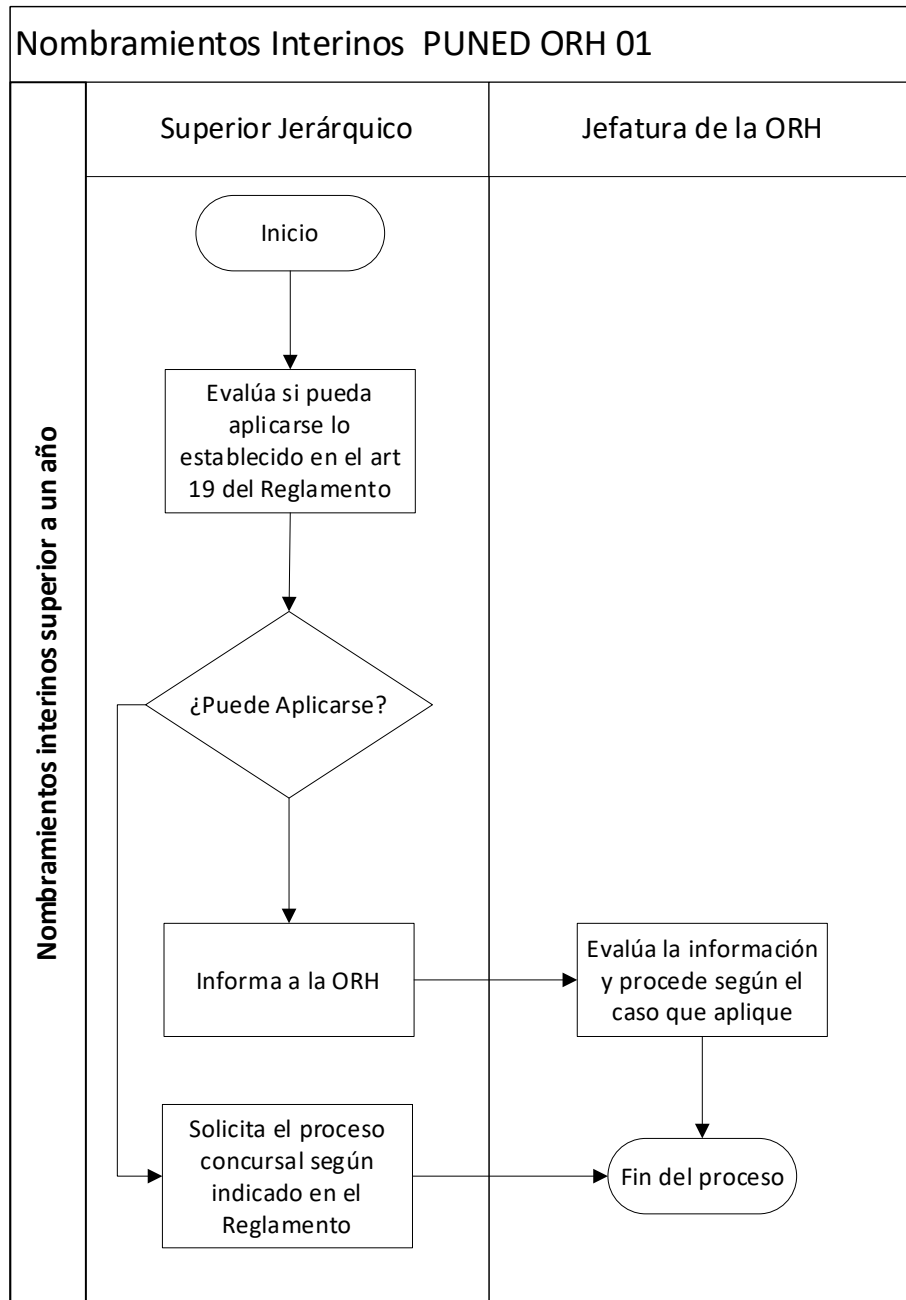 Nombramientos Interinos PUNED ORH 01
Nombramientos interinos superior a un año
Superior Jerárquico
Jefatura de la ORH
Inicio
Evalúa si pueda
aplicarse lo
establecido en el art
19 del Reglamento
¿Puede Aplicarse?
Informa a la ORH
Evalúa la información
y procede según el
caso que aplique
Solicita el proceso
concursal según
indicado en el
Reglamento
Fin del proceso